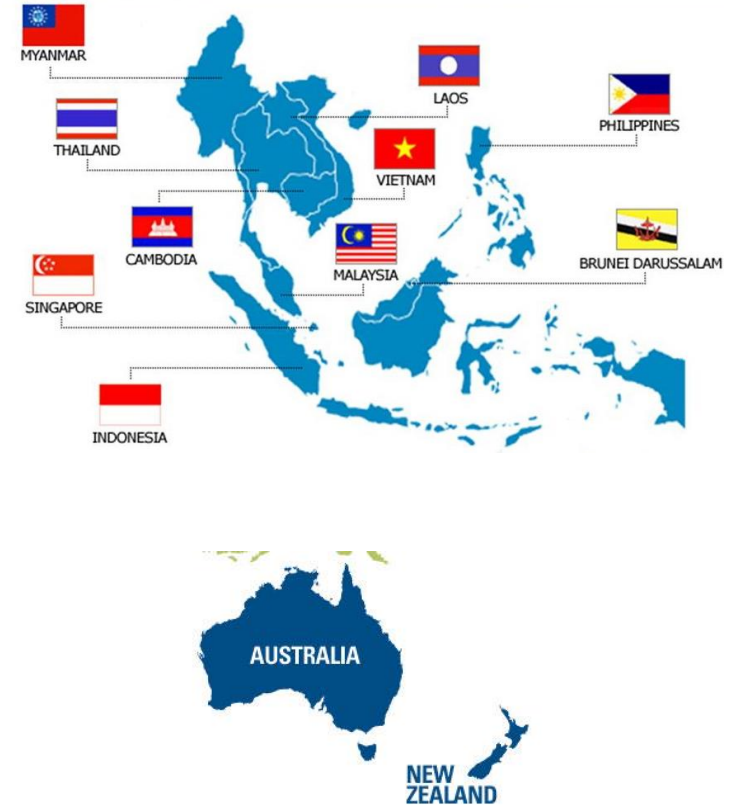 MYANMAR
LAOS
PHILIPPINES
THAILAND
VIETNAM
CAMBODIA
MALAYSIA
BRUNEI DARUSSALAM
SINGAPORE
INDONESIA
AUSTRALIA
NEW
ZEALAND